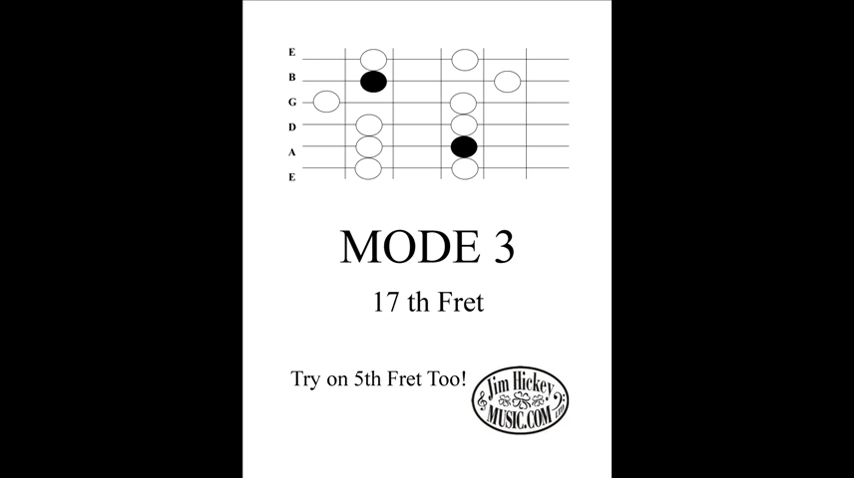 E
B
G
D
A
E
MODE 3
17 th Fret
Try on 5th Fret Too!
Jim Hickey
MUSIC.COM